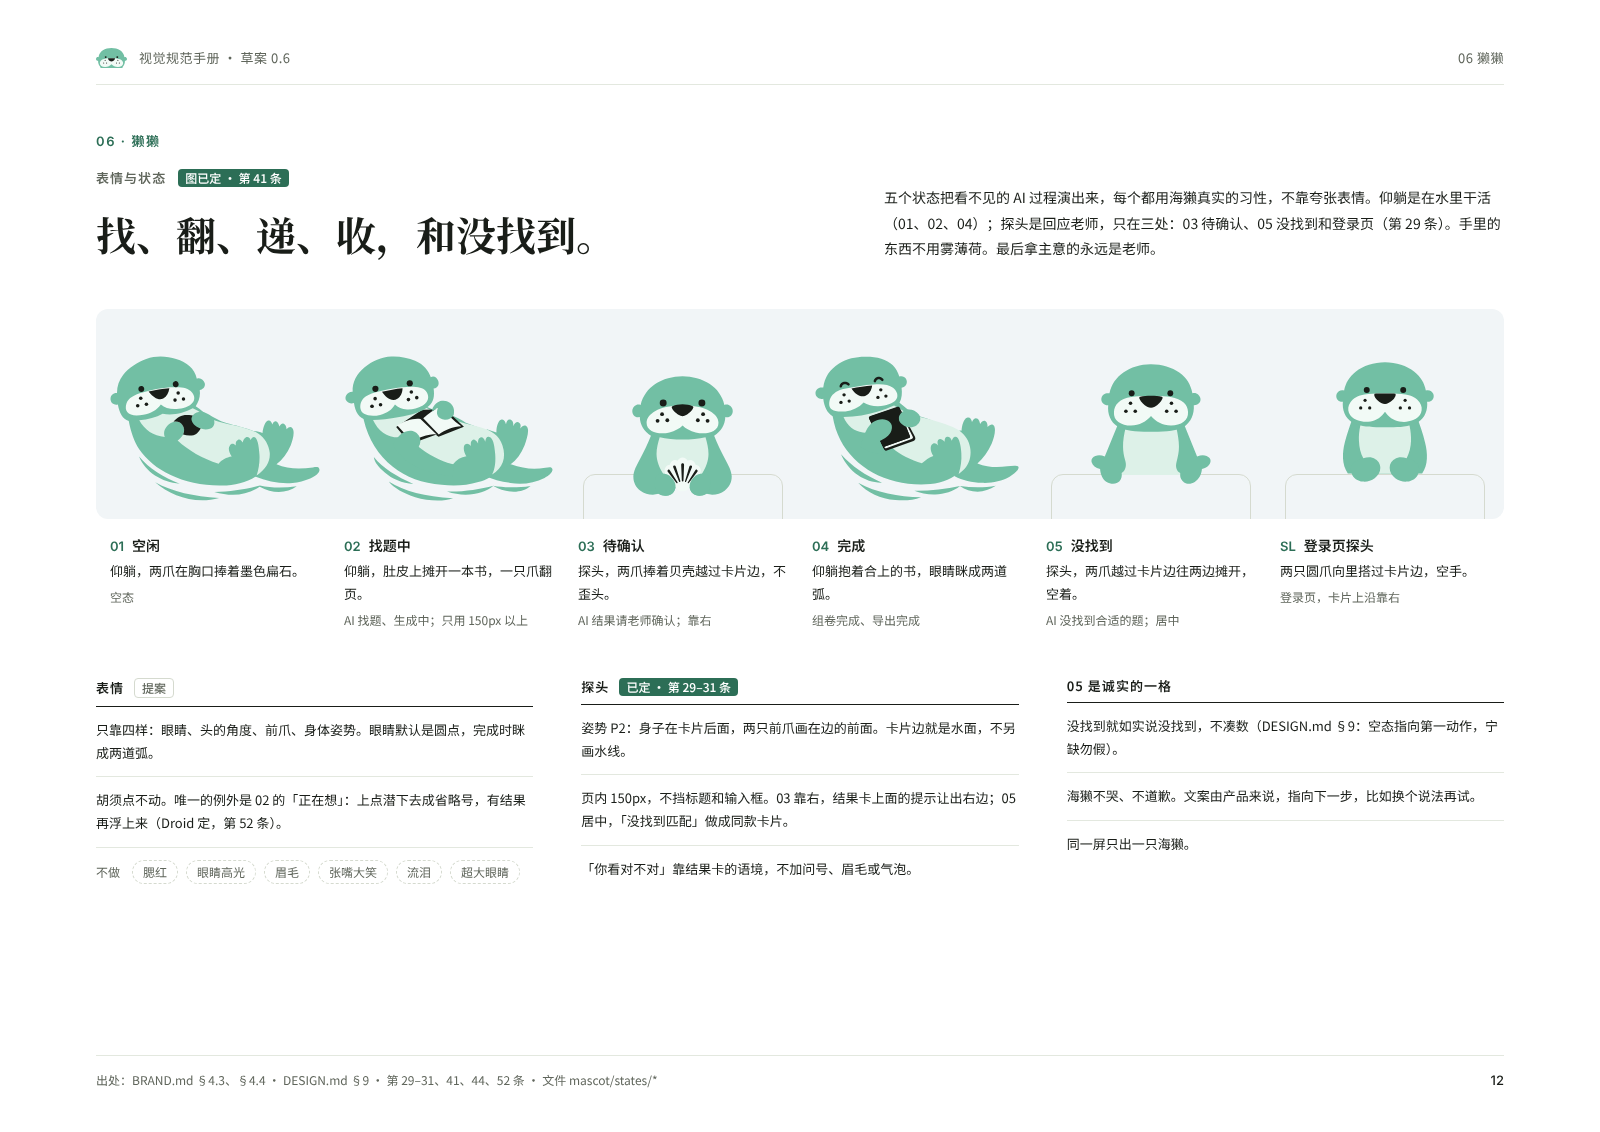 视觉规范手册 · 草案 0.6
06 獭獭
06 · 獭獭
表情与状态 图已定 · 第 41 条
找、翻、递、收，和没找到。
五个状态把看不见的 AI 过程演出来，每个都用海獭真实的习性，不靠夸张表情。仰躺是在水里干活
（01、02、04）；探头是回应老师，只在三处：03 待确认、05 没找到和登录页（第 29 条）。手里的
东西不用雾薄荷。最后拿主意的永远是老师。
01 空闲
仰躺，两爪在胸口捧着墨色扁石。
空态
02 找题中
仰躺，肚皮上摊开一本书，一只爪翻
页。
AI 找题、生成中；只用 150px 以上
03 待确认
探头，两爪捧着贝壳越过卡片边，不
歪头。
AI 结果请老师确认；靠右
04 完成
仰躺抱着合上的书，眼睛眯成两道
弧。
组卷完成、导出完成
05 没找到
探头，两爪越过卡片边往两边摊开，
空着。
AI 没找到合适的题；居中
SL 登录页探头
两只圆爪向里搭过卡片边，空手。
登录页，卡片上沿靠右
表情 提案
只靠四样：眼睛、头的角度、前爪、身体姿势。眼睛默认是圆点，完成时眯
成两道弧。
胡须点不动。唯一的例外是 02 的「正在想」：上点潜下去成省略号，有结果
再浮上来（Droid 定，第 52 条）。
不做 腮红 眼睛高光 眉毛 张嘴大笑 流泪 超大眼睛
探头 已定 · 第 29–31 条
姿势 P2：身子在卡片后面，两只前爪画在边的前面。卡片边就是水面，不另
画水线。
页内 150px，不挡标题和输入框。03 靠右，结果卡上面的提示让出右边；05
居中，「没找到匹配」做成同款卡片。
「你看对不对」靠结果卡的语境，不加问号、眉毛或气泡。
05 是诚实的一格
没找到就如实说没找到，不凑数（DESIGN.md §9：空态指向第一动作，宁
缺勿假）。
海獭不哭、不道歉。文案由产品来说，指向下一步，比如换个说法再试。
同一屏只出一只海獭。
出处：BRAND.md §4.3、§4.4 · DESIGN.md §9 · 第 29–31、41、44、52 条 · 文件 mascot/states/*
12